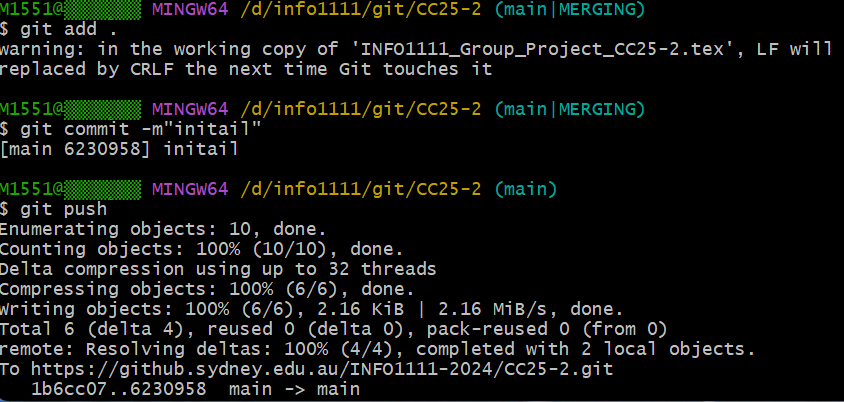 M1551@▒▒▒▒▒▒▒ MINGW64 /d/info1111/git/CC25-2 (main|MERGING)
$ git add .
warning: in the working copy of 'INFO1111_Group_Project_CC25-2.tex', LF will
replaced by CRLF the next time Git touches it
M1551@▒▒▒▒▒▒▒ MINGW64 /d/info1111/git/CC25-2 (main|MERGING)
$ git commit -m"initail"
[main 6230958] initail
M1551@▒▒▒▒▒▒▒ MINGW64 /d/info1111/git/CC25-2 (main)
$ git push
Enumerating objects: 10, done.
Counting objects: 100% (10/10), done.
Delta compression using up to 32 threads
Compressing objects: 100% (6/6), done.
Writing objects: 100% (6/6), 2.16 KiB | 2.16 MiB/s, done.
Total 6 (delta 4), reused 0 (delta 0), pack-reused 0 (from 0)
remote: Resolving deltas: 100% (4/4), completed with 2 local objects.
To https://github.sydney.edu.au/INFO1111-2024/CC25-2.git
1b6cc07..6230958 main -> main